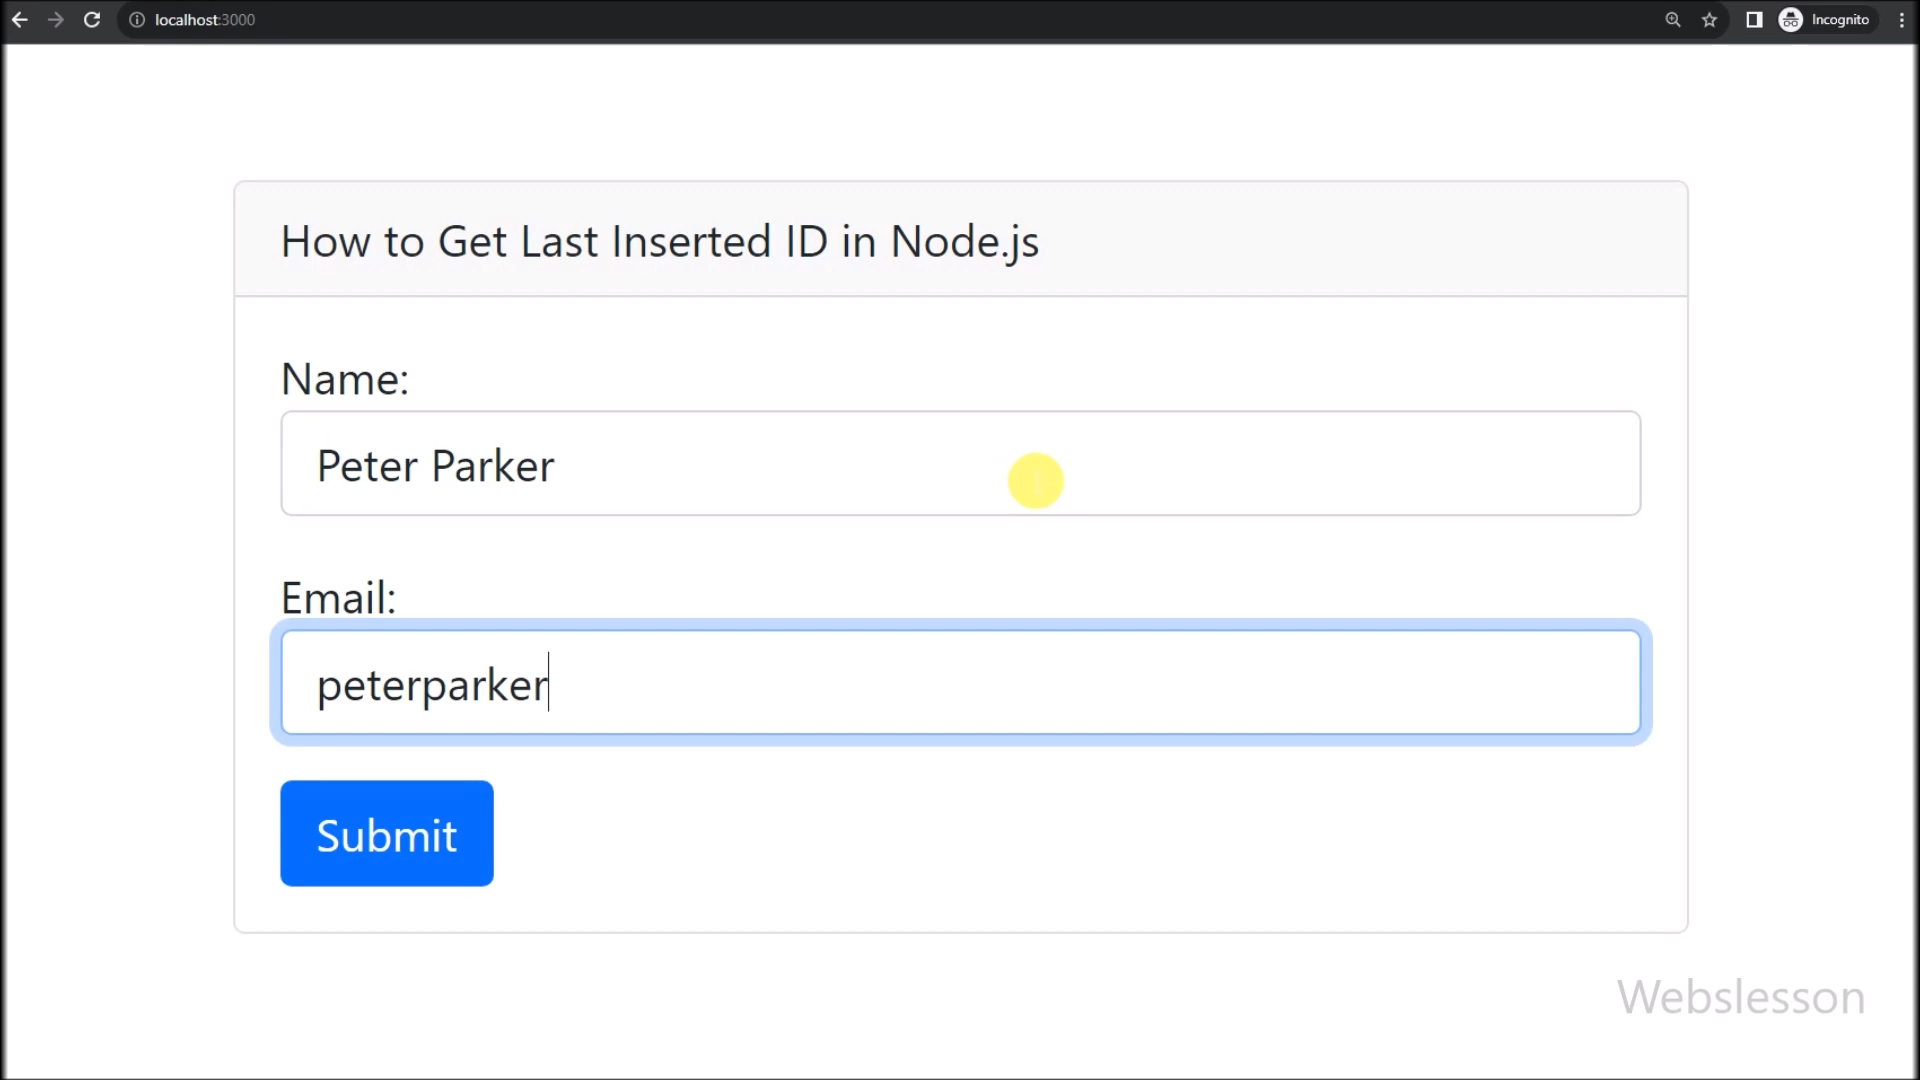 localhost:3000
Incognito
How to Get Last Inserted ID in Node.js
Name:
Peter Parker
Email:
peterparker
Submit
Webslesson